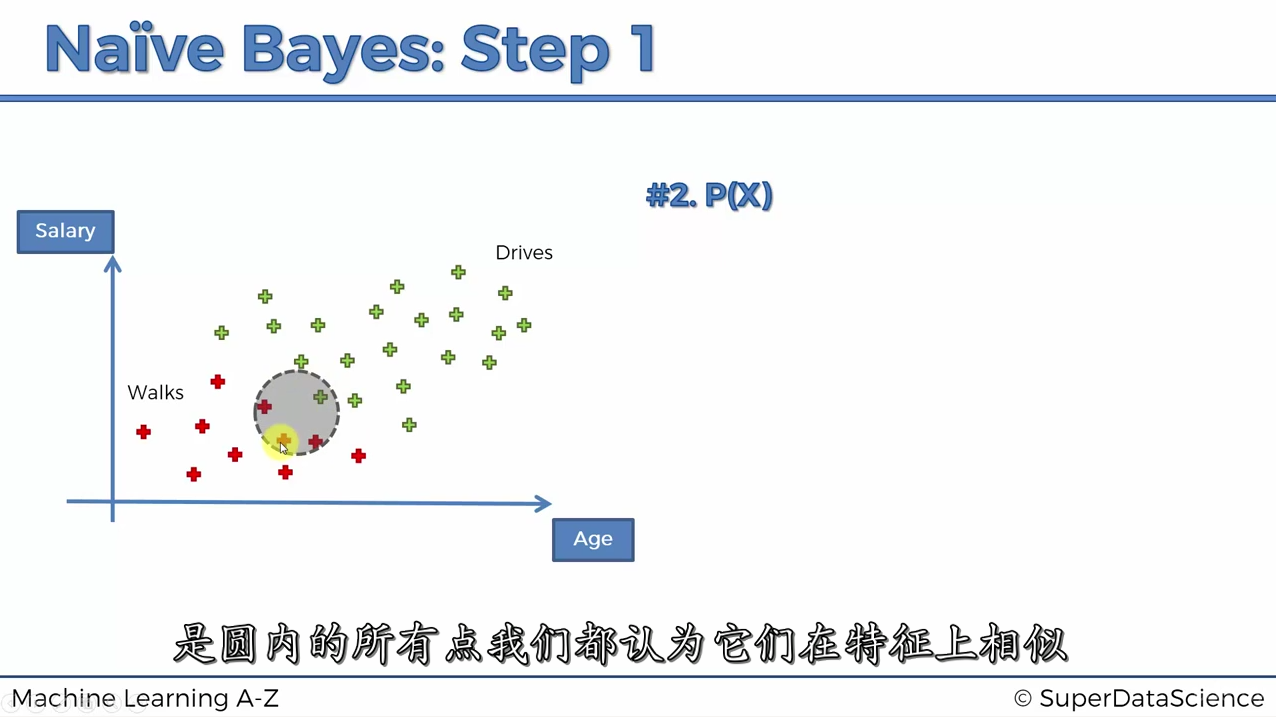 Naïve Bayes: Step 1
#2. P(X)
Salary
Drives
Walks
Age
是圆内的所有点我们都认为它们在特征上相似
Machine Learning A-Z
© SuperDataScience